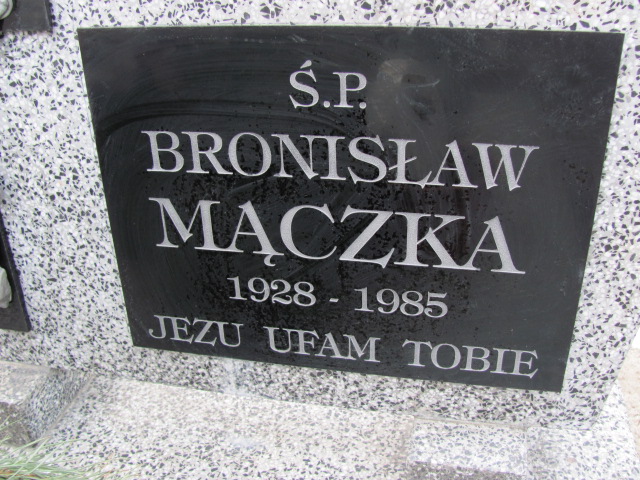 Ś.P.
BRONISŁAW
MĄCZKA
1928 - 1985
JEZU UFAM TOBIE